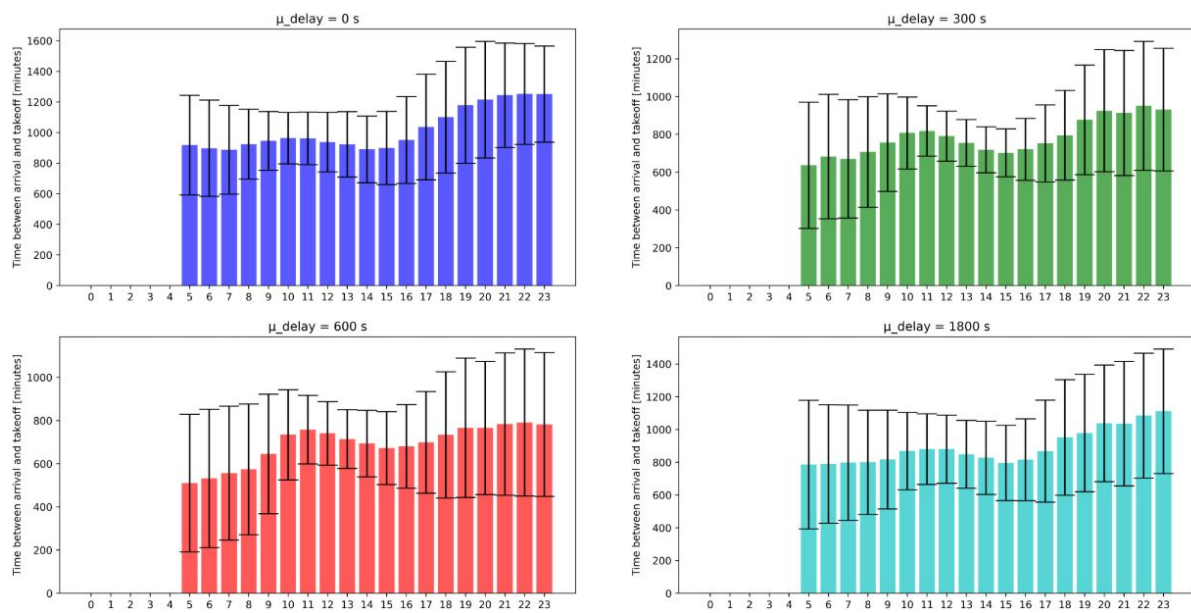 μ_delay = 0 s
Time between arrival and takeoff [minutes]
1600
1400
1200
1000
800
600
400
200
0
0 1 2 3 4 5 6 7 8 9 10 11 12 13 14 15 16 17 18 19 20 21 22 23
μ_delay = 300 s
Time between arrival and takeoff [minutes]
1200
1000
800
600
400
200
0
0 1 2 3 4 5 6 7 8 9 10 11 12 13 14 15 16 17 18 19 20 21 22 23
μ_delay = 600 s
Time between arrival and takeoff [minutes]
1000
800
600
400
200
0
0 1 2 3 4 5 6 7 8 9 10 11 12 13 14 15 16 17 18 19 20 21 22 23
μ_delay = 1800 s
Time between arrival and takeoff [minutes]
1400
1200
1000
800
600
400
200
0
0 1 2 3 4 5 6 7 8 9 10 11 12 13 14 15 16 17 18 19 20 21 22 23